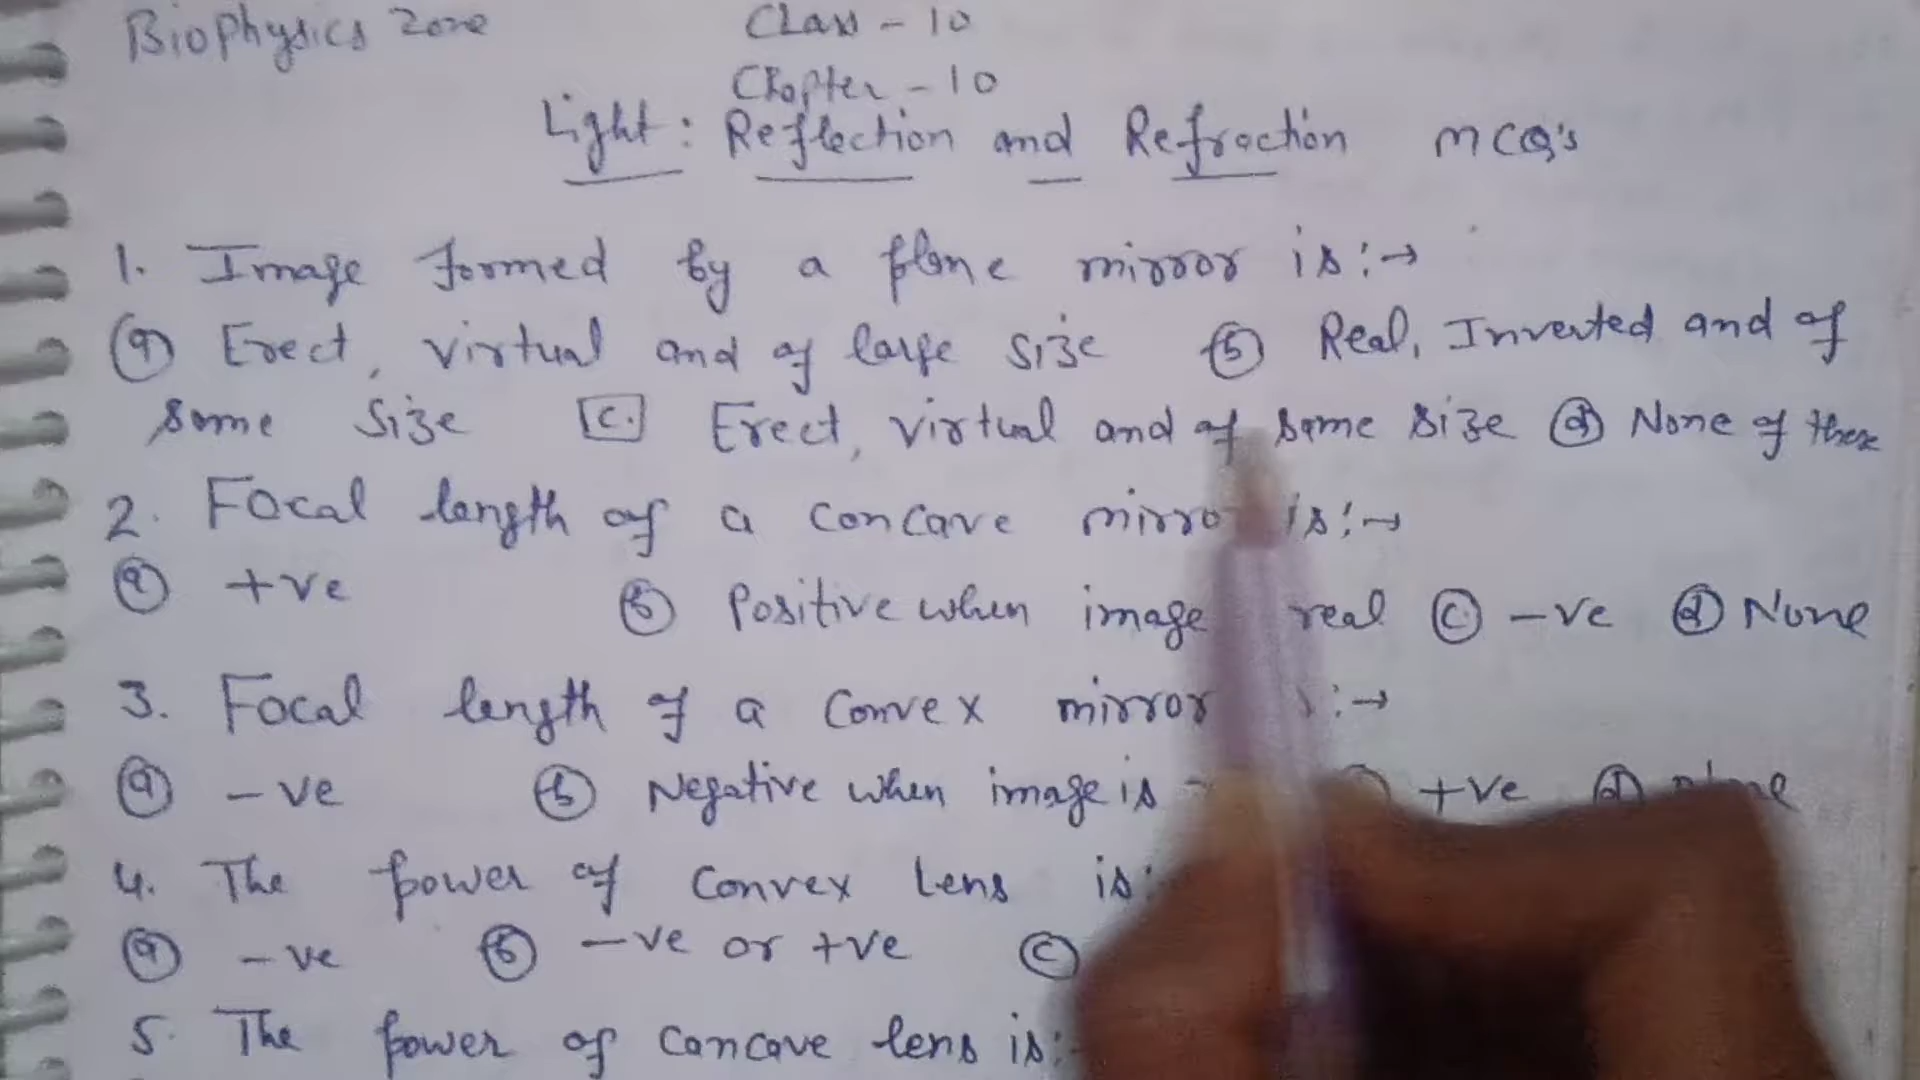 Biophysics Zone
Class - 10
Chapter - 10
Light : Reflection and Refraction MCQ's
1. Image formed by a plane mirror is :→
(a) Erect, virtual and of large size (b) Real, Inverted and of
same size [C.] Erect, virtual and of same size (d) None of these
2. Focal length of a concave mirror is :→
(a) +ve (b) Positive when image real (c) -ve (d) None
3. Focal length of a convex mirror :→
(a) -ve (b) Negative when image is +ve (d)
4. The power of convex lens is:
(a) -ve (b) -ve or +ve (c)
5. The power of concave lens is: